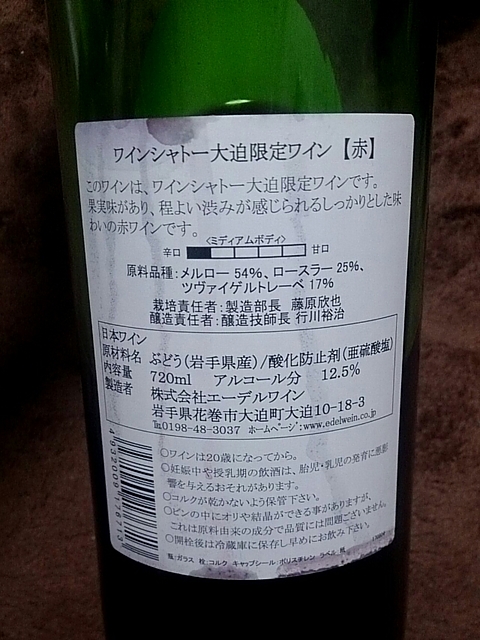 ワインシャトー大迫限定ワイン【赤】
このワインは、ワインシャトー大迫限定ワインです。
果実味があり、程よい渋みが感じられるしっかりとした味
わいの赤ワインです。
<ミディアムボディ>
辛口 甘口
原料品種:メルロー 54%、ロースラー 25%、
ツヴァイゲルトレーベ 17%
栽培責任者:製造部長 藤原欣也
醸造責任者:醸造技師長 行川裕治
日本ワイン
原材料名 ぶどう(岩手県産)/酸化防止剤(亜硫酸塩)
内容量 720ml アルコール分 12.5%
製造者 株式会社エーデルワイン
岩手県花巻市大迫町大迫10-18-3
℡0198-48-3037 ホームページ:www.edelwein.co.jp
○ワインは20歳になってから。
○妊娠中や授乳期の飲酒は、胎児・乳児の発育に悪影
響を与えるおそれがあります。
○コルクが乾かないよう保管下さい。
○ビンの中にオリや結晶ができる事がありますが、
これは原料由来の成分で品質には問題ございません。
○開栓後は冷蔵庫に保存し早めにお飲み下さい。
瓶:ガラス 栓:コルク キャップシール:ポリスチレン ラベル:紙